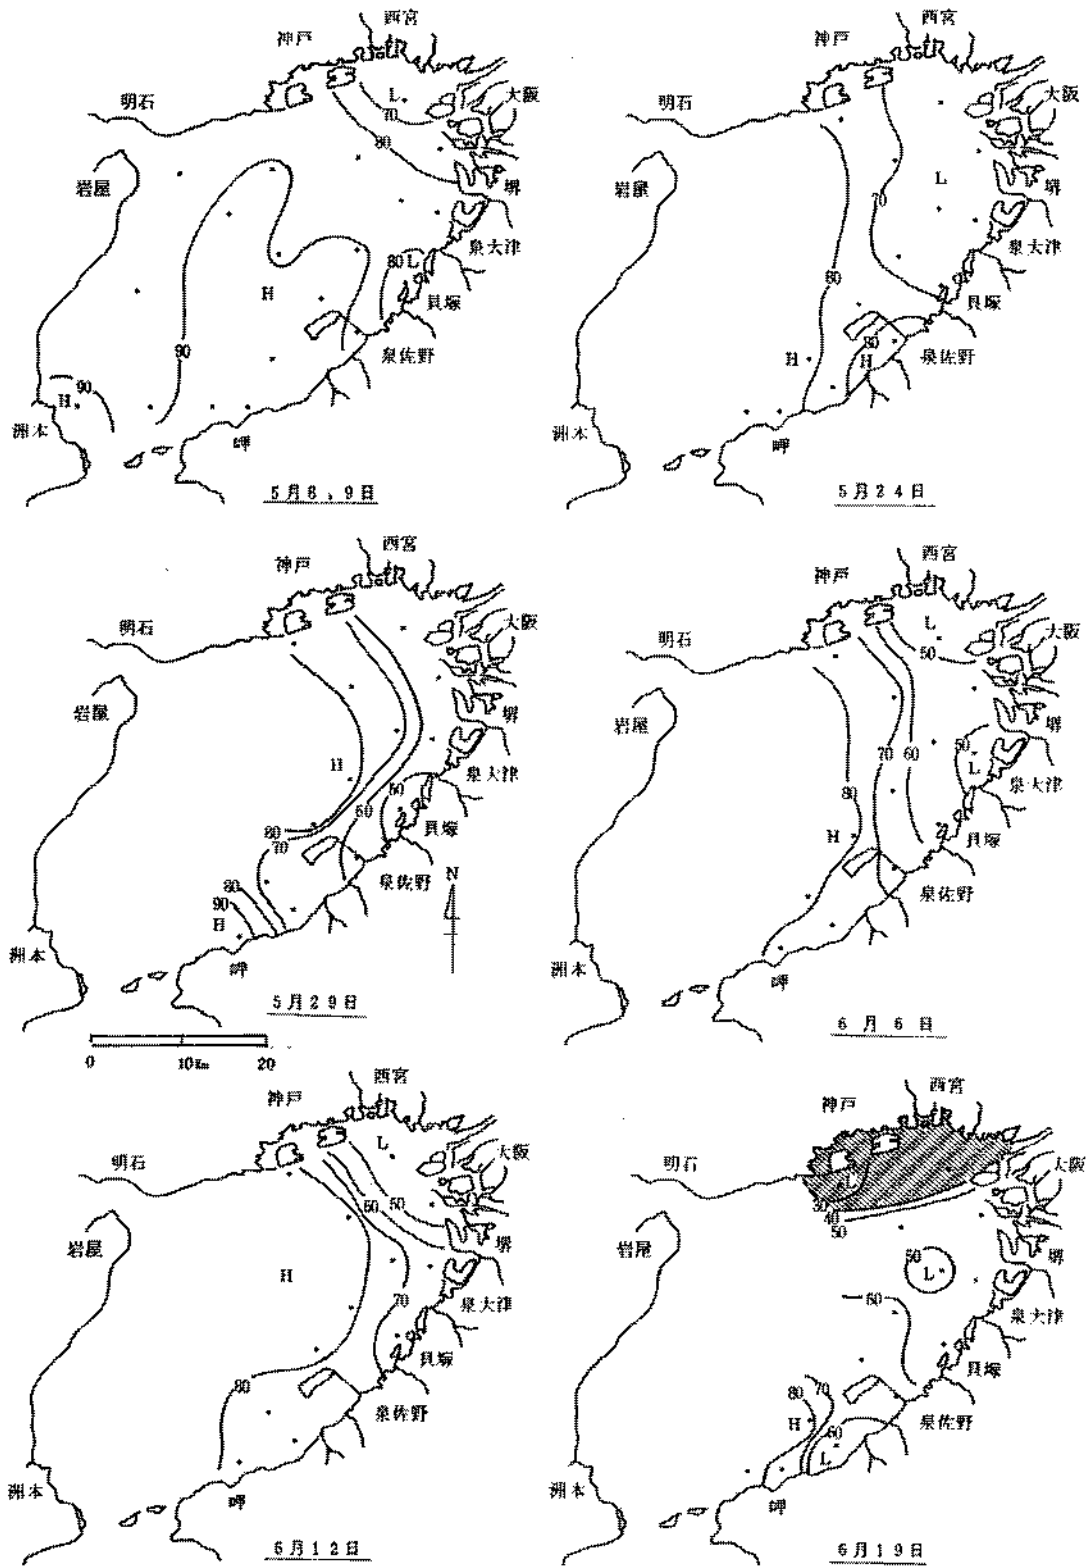 西宮
神戸
明石
L
大阪
70
80
岩屋
堺
泉大津
80 L
H
貝塚
泉佐野
90
90
H
洲本
岬
5月8,9日
西宮
神戸
明石
大阪
岩屋
L
堺
70
泉大津
80
貝塚
80
泉佐野
H
H
洲本
岬
5月24日
西宮
神戸
明石
大阪
岩屋
堺
H
泉大津
50
60
貝塚
80
70
泉佐野
80
90
H
N
洲本
岬
5月29日
0
10Km
20
西宮
神戸
L
明石
大阪
50
岩屋
堺
50
70
60
L
泉大津
80
H
貝塚
泉佐野
洲本
岬
6月6日
西宮
神戸
L
明石
大阪
60
50
岩屋
堺
H
泉大津
70
貝塚
80
泉佐野
洲本
岬
6月12日
西宮
神戸
明石
大阪
L
30
40
50
岩屋
堺
50
L
泉大津
60
貝塚
80
70
H
泉佐野
60
L
洲本
岬
6月19日